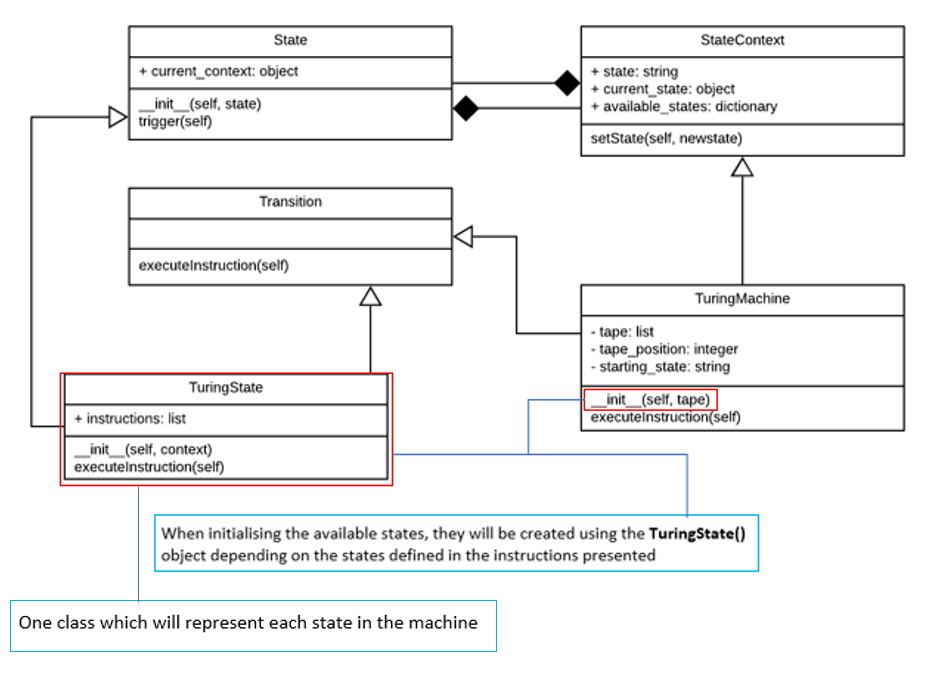 State
+ current_context: object
__init__(self, state)
trigger(self)
StateContext
+ state: string
+ current_state: object
+ available_states: dictionary
setState(self, newstate)
Transition
executeInstruction(self)
TuringMachine
- tape: list
- tape_position: integer
- starting_state: string
__init__(self, tape)
executeInstruction(self)
TuringState
+ instructions: list
__init__(self, context)
executeInstruction(self)
When initialising the available states, they will be created using the TuringState()
object depending on the states defined in the instructions presented
One class which will represent each state in the machine